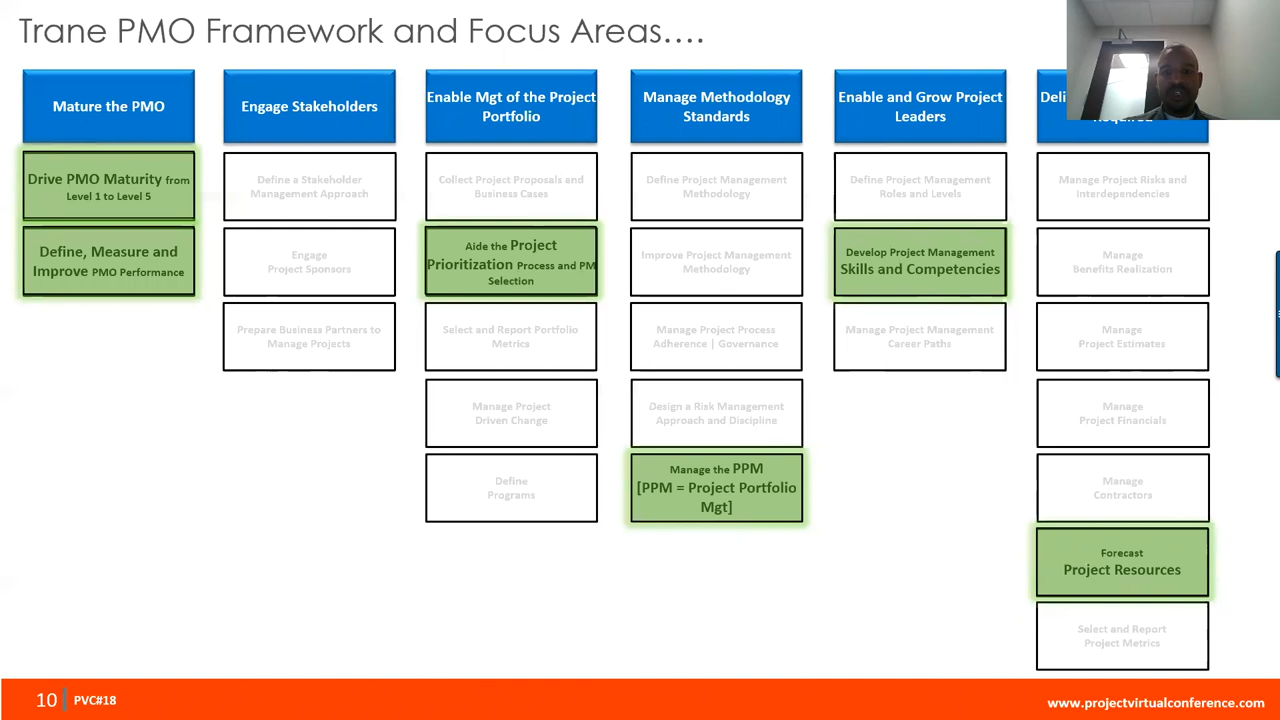 Trane PMO Framework and Focus Areas....
Mature the PMO
Drive PMO Maturity from
Level 1 to Level 5
Define, Measure and
Improve PMO Performance
Engage Stakeholders
Define a Stakeholder
Management Approach
Engage
Project Sponsors
Prepare Business Partners to
Manage Projects
Enable Mgt of the Project
Portfolio
Collect Project Proposals and
Business Cases
Aide the Project
Prioritization Process and PM
Selection
Select and Report Portfolio
Metrics
Manage Project
Driven Change
Define
Programs
Manage Methodology
Standards
Define Project Management
Methodology
Improve Project Management
Methodology
Manage Project Process
Adherence | Governance
Design a Risk Management
Approach and Discipline
Manage the PPM
[PPM = Project Portfolio
Mgt]
Enable and Grow Project
Leaders
Define Project Management
Roles and Levels
Develop Project Management
Skills and Competencies
Manage Project Management
Career Paths
Manage Project Risks and
interdependencies
Manage
Benefits Realization
Manage
Project Estimates
Manage
Project Financials
Manage
Contractors
Forecast
Project Resources
Select and Report
Project Metrics
10 PVC#18
www.projectvirtualconference.com